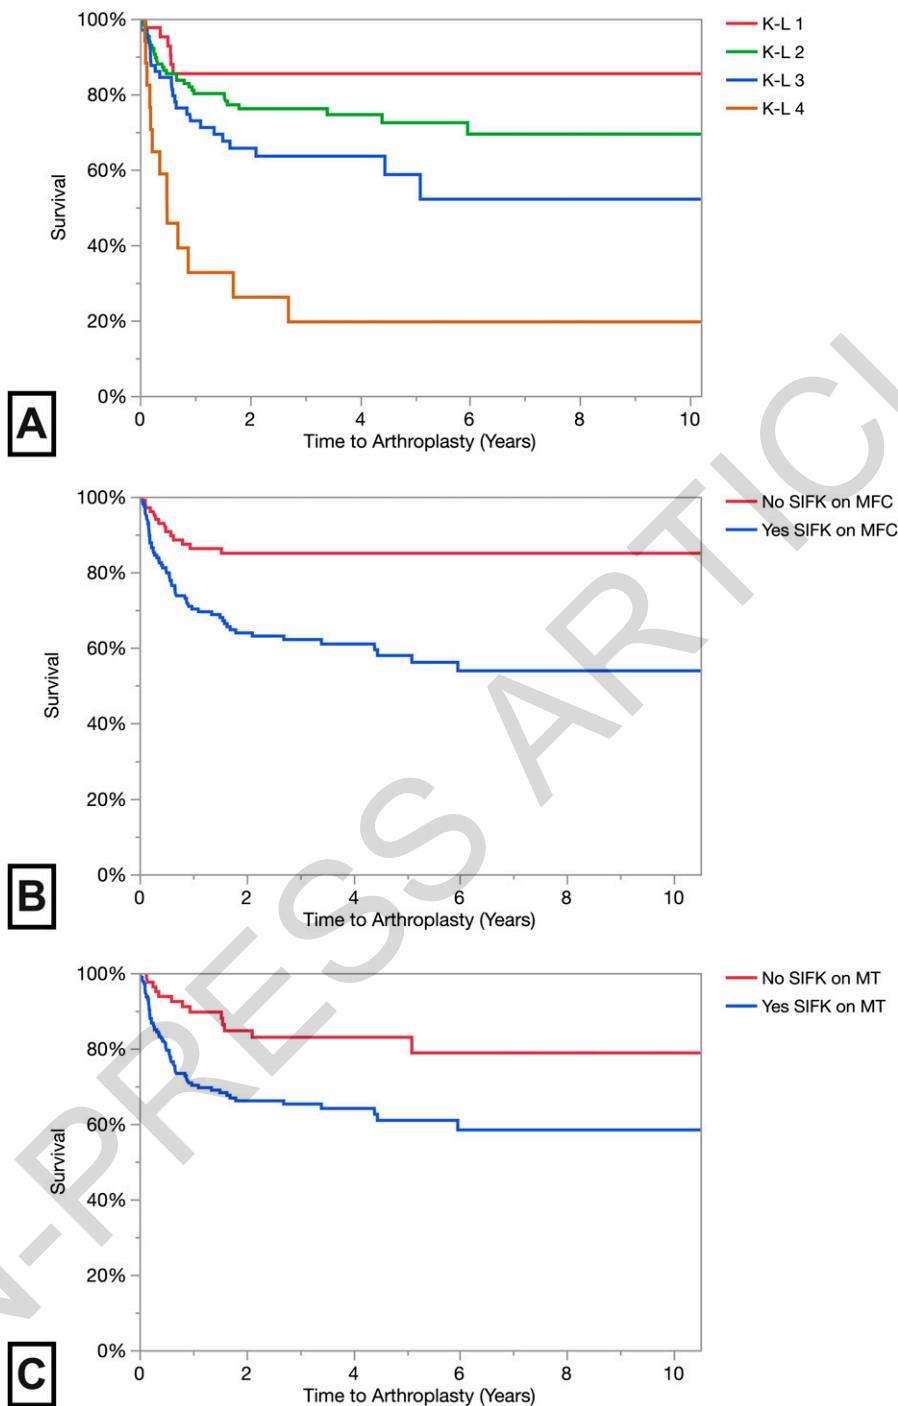 100%
80%
60%
40%
20%
0%
Survival
0 2 4 6 8 10
Time to Arthroplasty (Years)
K-L 1
K-L 2
K-L 3
K-L 4
A
100%
80%
60%
40%
20%
0%
Survival
0 2 4 6 8 10
Time to Arthroplasty (Years)
No SIFK on MFC
Yes SIFK on MFC
B
100%
80%
60%
40%
20%
0%
Survival
0 2 4 6 8 10
Time to Arthroplasty (Years)
No SIFK on MT
Yes SIFK on MT
C
N-PRESS ARTICL